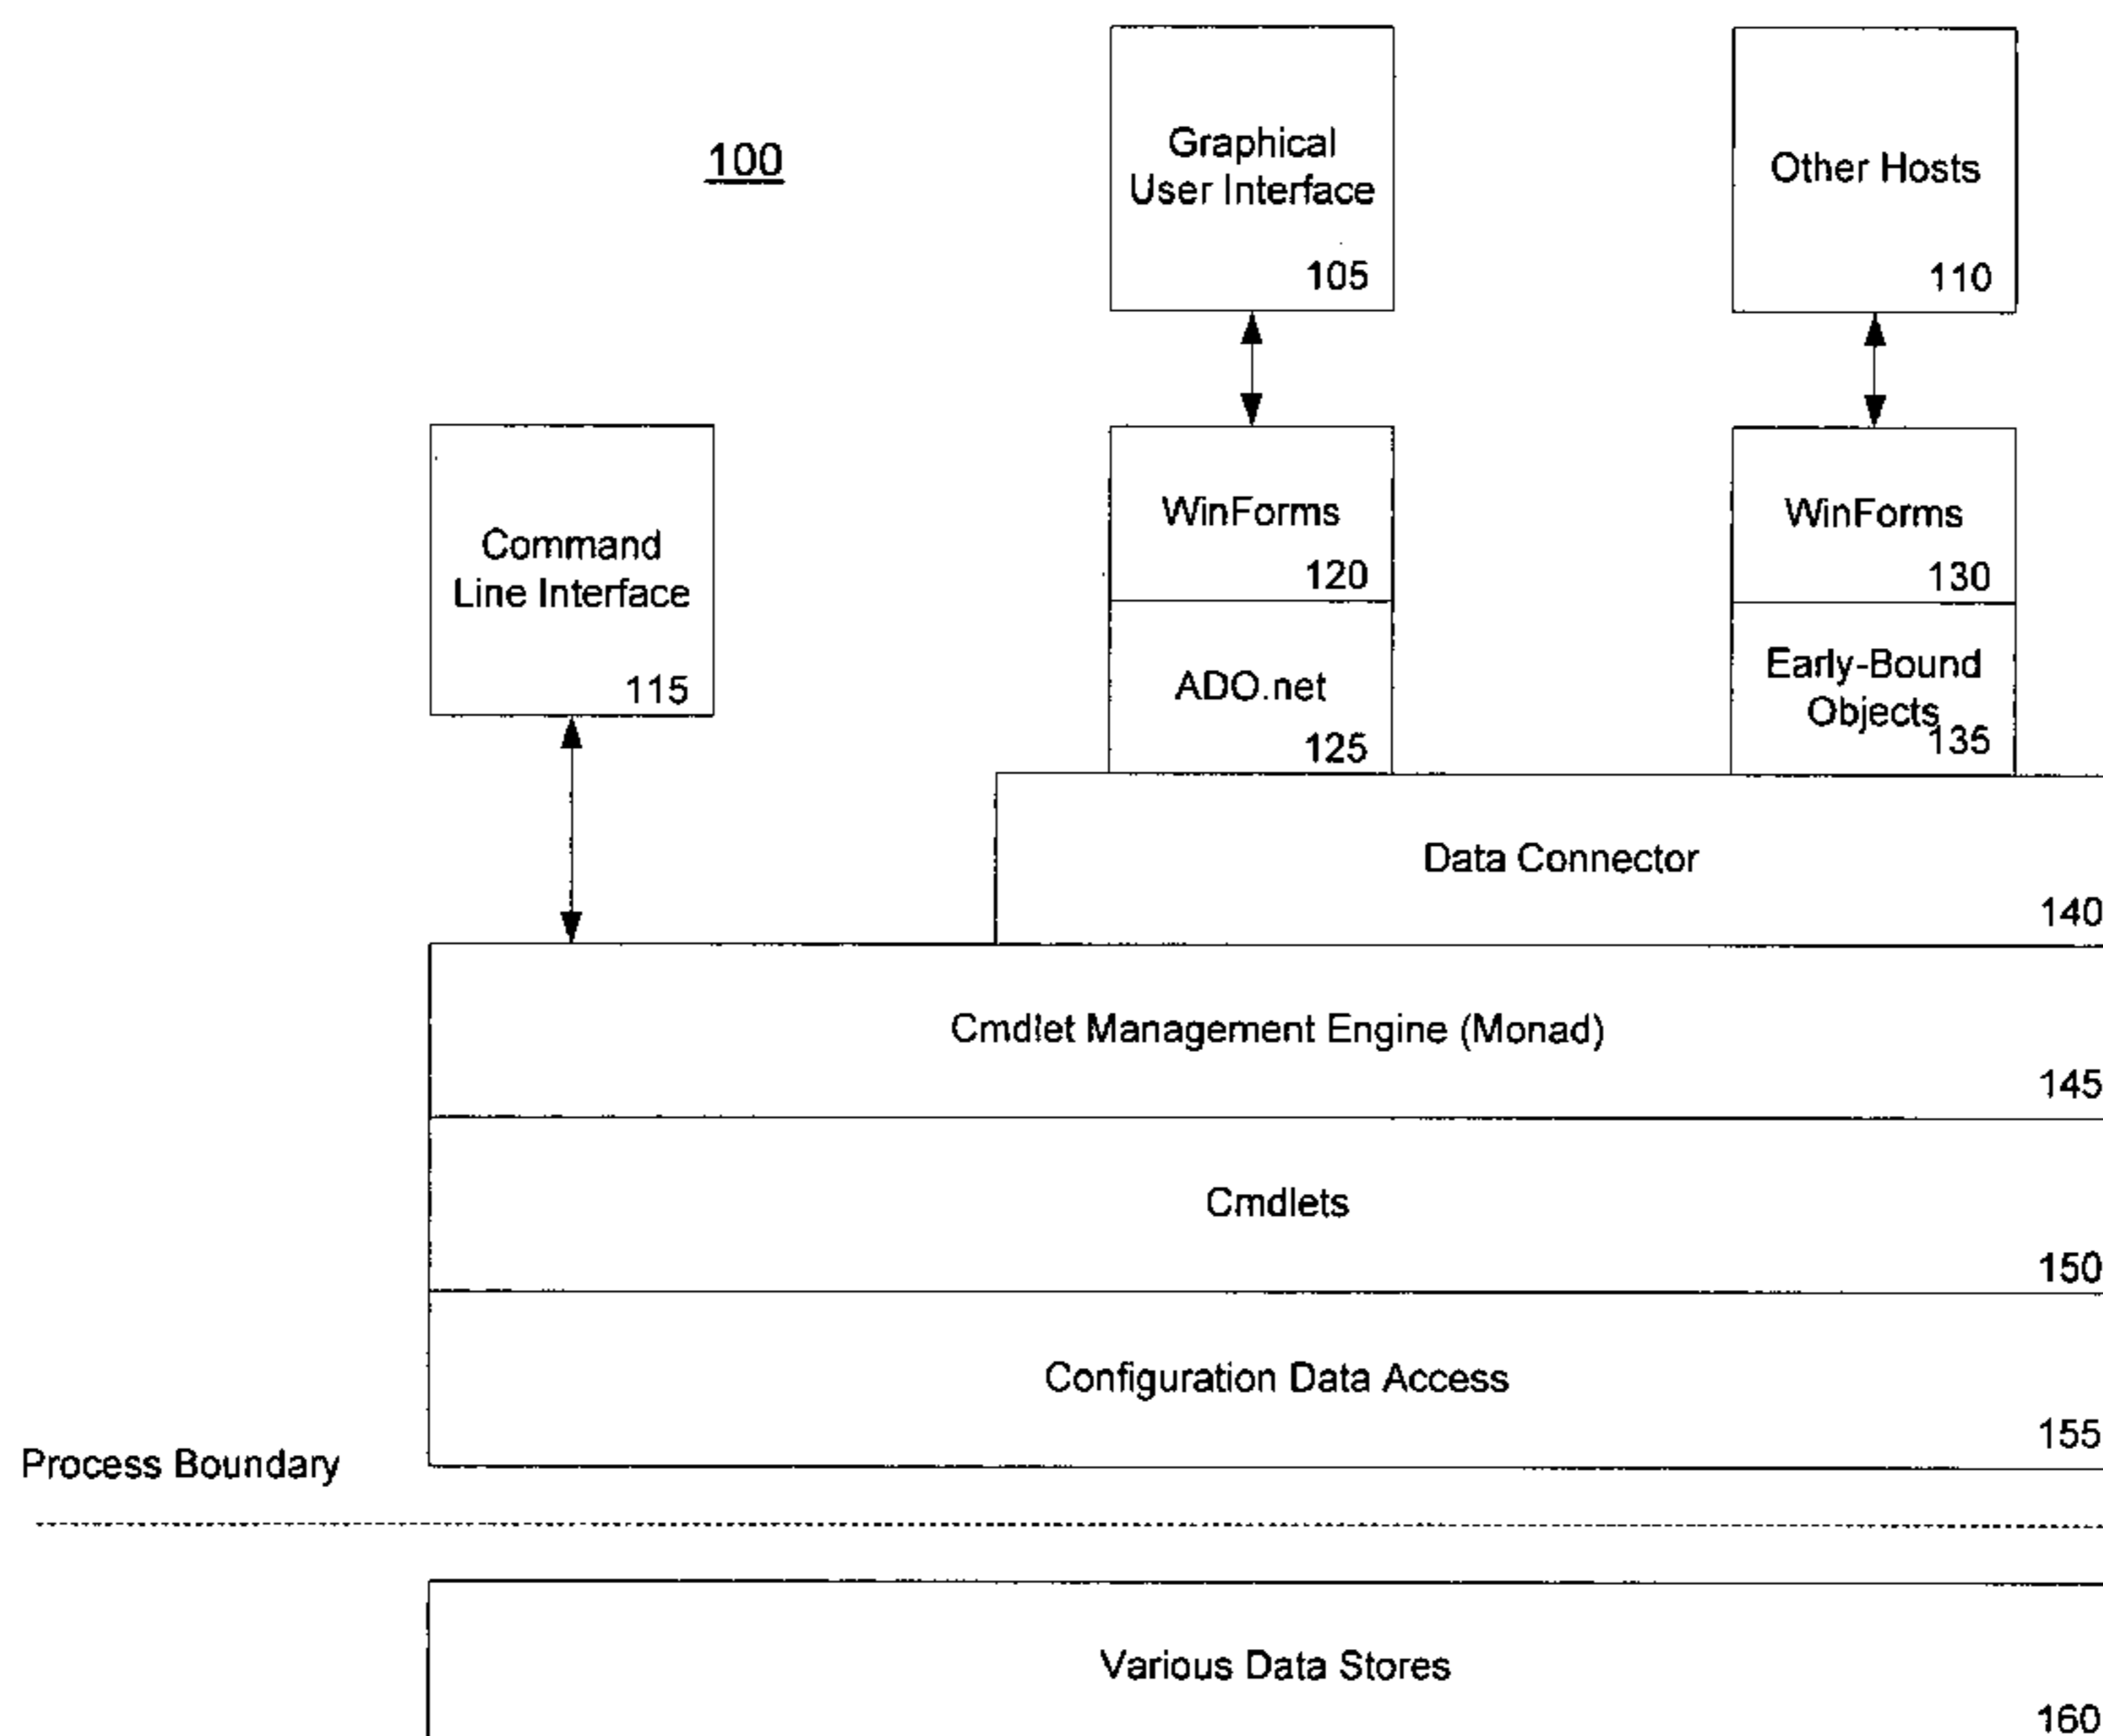 100
Graphical
User Interface
105
Other Hosts
110
Command
Line Interface
115
WinForms
120
ADO.net
125
WinForms
130
Early-Bound
Objects
135
Data Connector
140
Cmdlet Management Engine (Monad)
145
Cmdlets
150
Configuration Data Access
155
Process Boundary
Various Data Stores
160